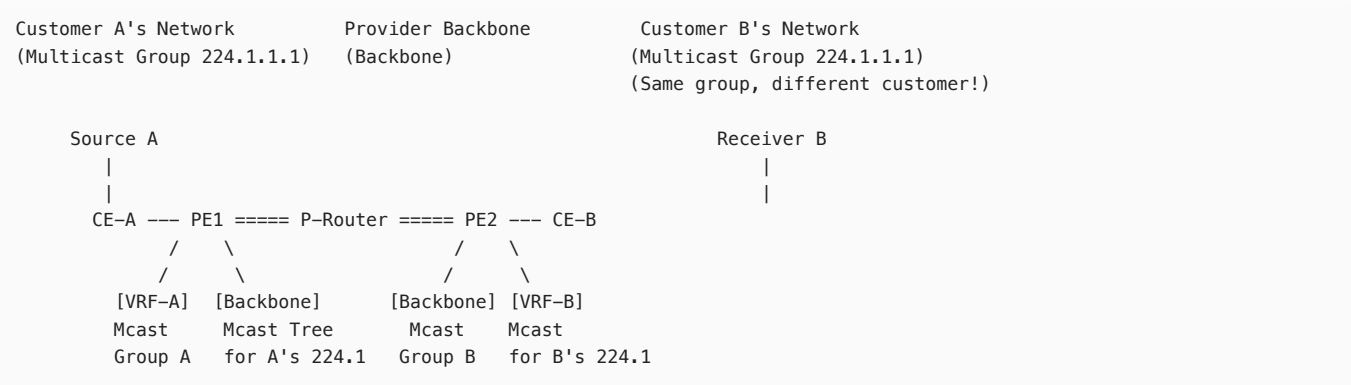 Customer A's Network Provider Backbone Customer B's Network
(Multicast Group 224.1.1.1) (Backbone) (Multicast Group 224.1.1.1)
(Same group, different customer!)
Source A Receiver B
| |
| |
CE-A --- PE1 ===== P-Router ===== PE2 --- CE-B
/ \ / \
/ \ / \
[VRF-A] [Backbone] [Backbone] [VRF-B]
Mcast Mcast Tree Mcast Mcast
Group A for A's 224.1 Group B for B's 224.1